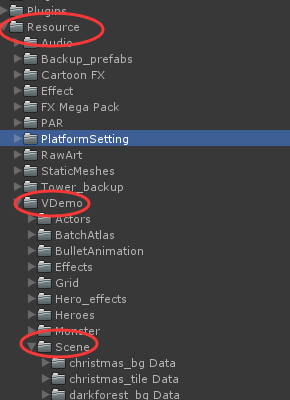 Plugins
Resource
Audio
Backup_prefabs
Cartoon FX
Effect
FX Mega Pack
PAR
PlatformSetting
RawArt
StaticMeshes
Tower_backup
VDemo
Actors
BatchAtlas
BulletAnimation
Effects
Grid
Hero_effects
Heroes
Monster
Scene
christmas_bg Data
christmas_tile Data
darkforest_bg Data